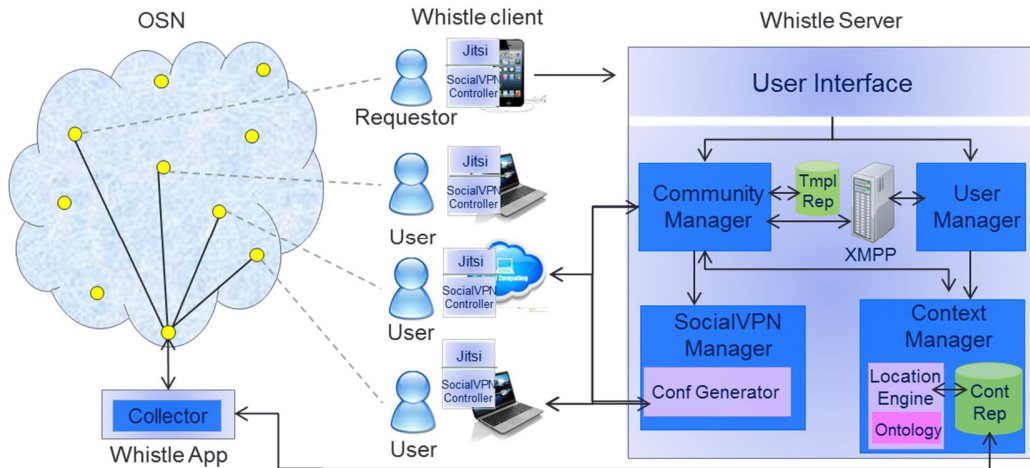 OSN
Whistle client
Whistle Server
Jitsi
SocialVPN
Controller
Requestor
Jitsi
SocialVPN
Controller
User
Jitsi
SocialVPN
Controller
Computing
User
Jitsi
SocialVPN
Controller
User
Collector
Whistle App
User Interface
Community
Manager
Tmpl
Rep
XMPP
User
Manager
SocialVPN
Manager
Conf Generator
Context
Manager
Location
Engine
Ontology
Cont
Rep